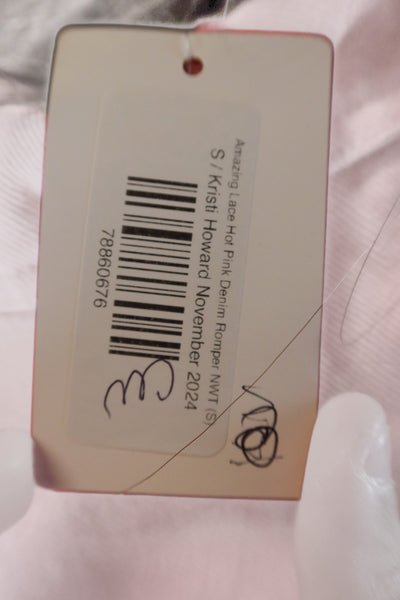 Amazing Lace Hot Pink Denim Romper NWT (S)
S / Kristi Howard November 2024
78860676